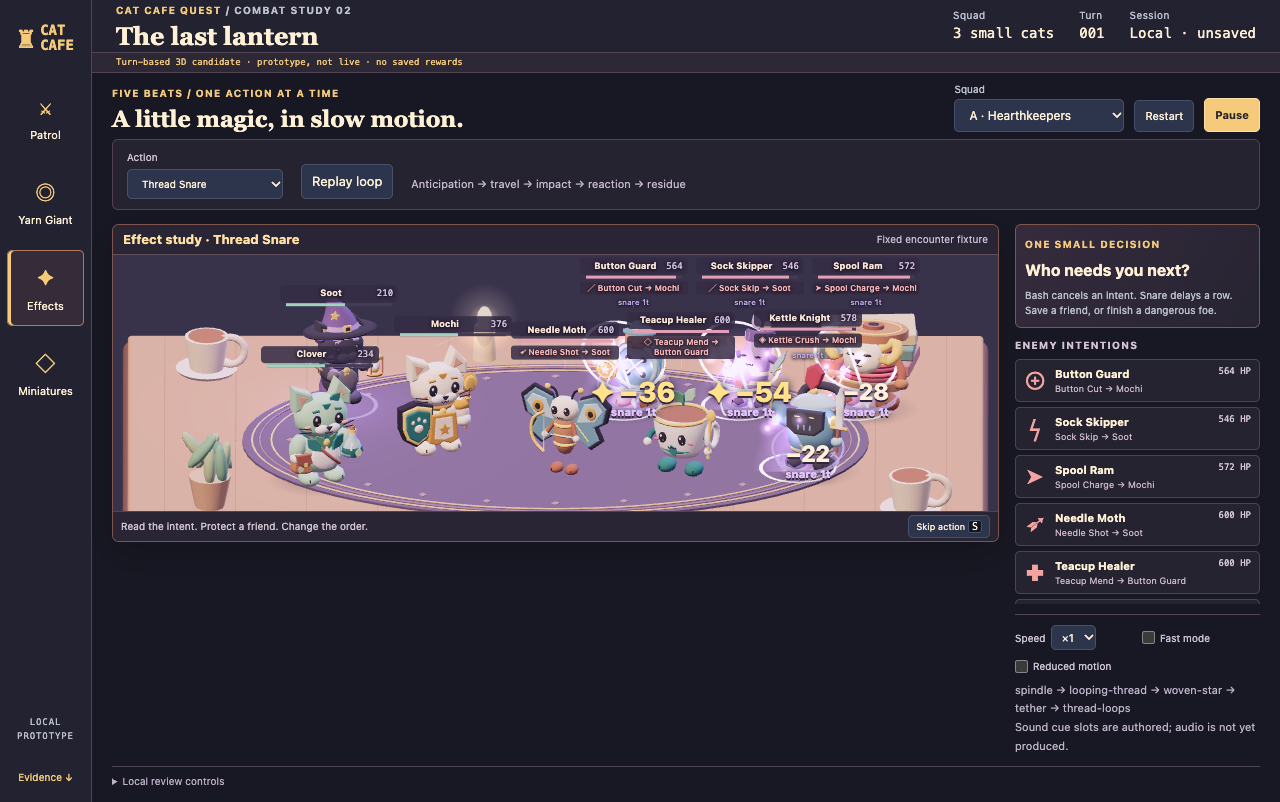 CAT
CAFE
Patrol
Yarn Giant
Effects
Miniatures
LOCAL
PROTOTYPE
Evidence ↓
CAT CAFE QUEST / COMBAT STUDY 02
The last lantern
Squad
3 small cats
Turn
001
Session
Local · unsaved
Turn-based 3D candidate · prototype, not live · no saved rewards
FIVE BEATS / ONE ACTION AT A TIME
A little magic, in slow motion.
Squad
A · Hearthkeepers
Restart
Pause
Action
Thread Snare
Replay loop
Anticipation → travel → impact → reaction → residue
Effect study · Thread Snare
Fixed encounter fixture
Button Guard 564
Button Cut → Mochi
snare 1t
Sock Skipper 546
Sock Skip → Soot
snare 1t
Spool Ram 572
Spool Charge → Mochi
snare 1t
Soot 210
Mochi 376
Clover 234
Needle Moth 600
Needle Shot → Soot
Teacup Healer 600
Teacup Mend →
Button Guard
Kettle Knight 578
Kettle Crush → Mochi
snare 1t
−36
snare 1t
−54
snare 1t
−28
snare 1t
−22
snare 1t
Read the intent. Protect a friend. Change the order.
Skip action S
ONE SMALL DECISION
Who needs you next?
Bash cancels an intent. Snare delays a row.
Save a friend, or finish a dangerous foe.
ENEMY INTENTIONS
Button Guard 564 HP
Button Cut → Mochi
Sock Skipper 546 HP
Sock Skip → Soot
Spool Ram 572 HP
Spool Charge → Mochi
Needle Moth 600 HP
Needle Shot → Soot
Teacup Healer 600 HP
Teacup Mend → Button Guard
Speed ×1 Fast mode
Reduced motion
spindle → looping-thread → woven-star →
tether → thread-loops
Sound cue slots are authored; audio is not yet
produced.
Local review controls